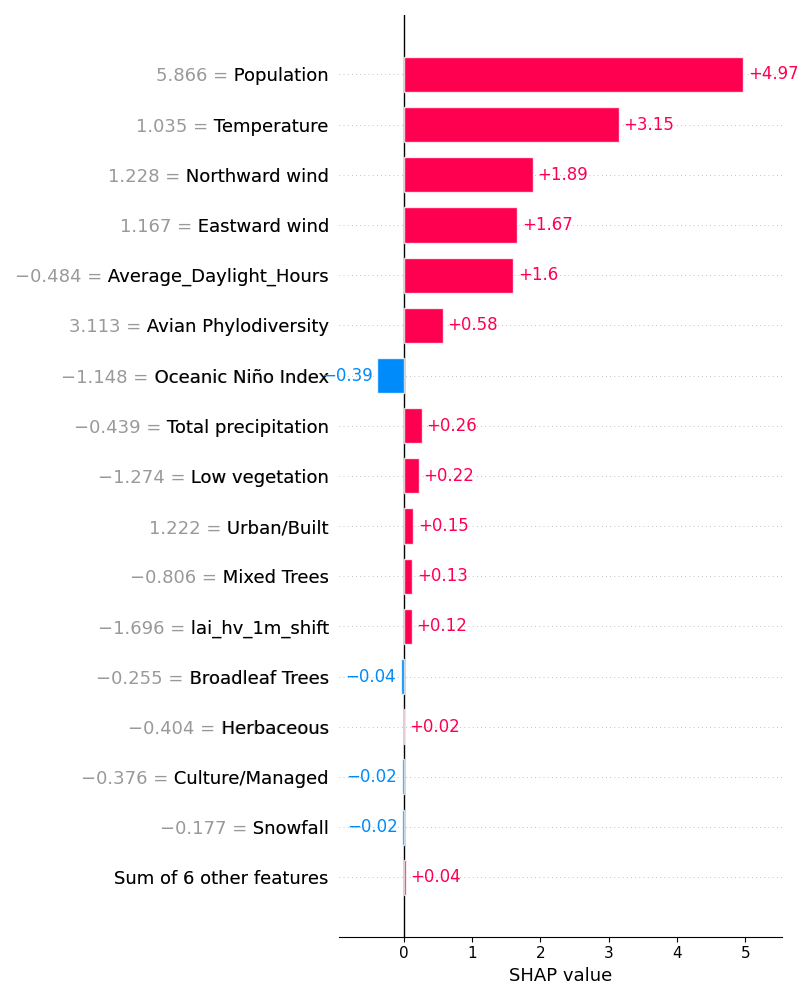 5.866 = Population
+4.97
1.035 = Temperature
+3.15
1.228 = Northward wind
+1.89
1.167 = Eastward wind
+1.67
−0.484 = Average_Daylight_Hours
+1.6
3.113 = Avian Phylodiversity
+0.58
−1.148 = Oceanic Niño Index
−0.39
−0.439 = Total precipitation
+0.26
−1.274 = Low vegetation
+0.22
1.222 = Urban/Built
+0.15
−0.806 = Mixed Trees
+0.13
−1.696 = lai_hv_1m_shift
+0.12
−0.255 = Broadleaf Trees
−0.04
−0.404 = Herbaceous
+0.02
−0.376 = Culture/Managed
−0.02
−0.177 = Snowfall
−0.02
Sum of 6 other features
+0.04
0 1 2 3 4 5
SHAP value